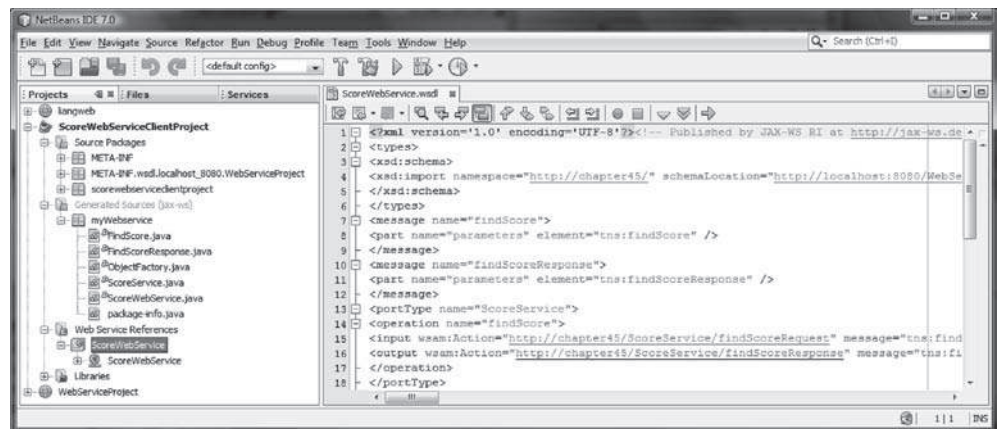 NetBeans IDE 7.0
File Edit View Navigate Source Refactor Run Debug Profile Team Tools Window Help
Search (Ctrl+I)
<default config>
Projects Files Services
kangweb
ScoreWebServiceClientProject
Source Packages
META-INF
META-INF.wsdl.localhost_8080.WebServiceProject
scorewebserviceclientproject
Generated Sources (jax-ws)
myWebservice
FindScore.java
FindScoreResponse.java
ObjectFactory.java
ScoreService.java
ScoreWebService.java
package-info.java
Web Service References
ScoreWebService
ScoreWebService
Libraries
WebServiceProject
ScoreWebService.wsdl
1 <?xml version='1.0' encoding='UTF-8'?><!-- Published by JAX-WS RI at http://jax-ws.de
2 <types>
3 <xsd:schema>
4 <xsd:import namespace="http://chapter45/" schemaLocation="http://localhost:8080/WebSe
5 </xsd:schema>
6 </types>
7 <message name="findScore">
8 <part name="parameters" element="tns:findScore" />
9 </message>
10 <message name="findScoreResponse">
11 <part name="parameters" element="tns:findScoreResponse" />
12 </message>
13 <portType name="ScoreService">
14 <operation name="findScore">
15 <input wsam:Action="http://chapter45/ScoreService/findScoreRequest" message="tns:find
16 <output wsam:Action="http://chapter45/ScoreService/findScoreResponse" message="tns:fi
17 </operation>
18 </portType>
1|1 INS